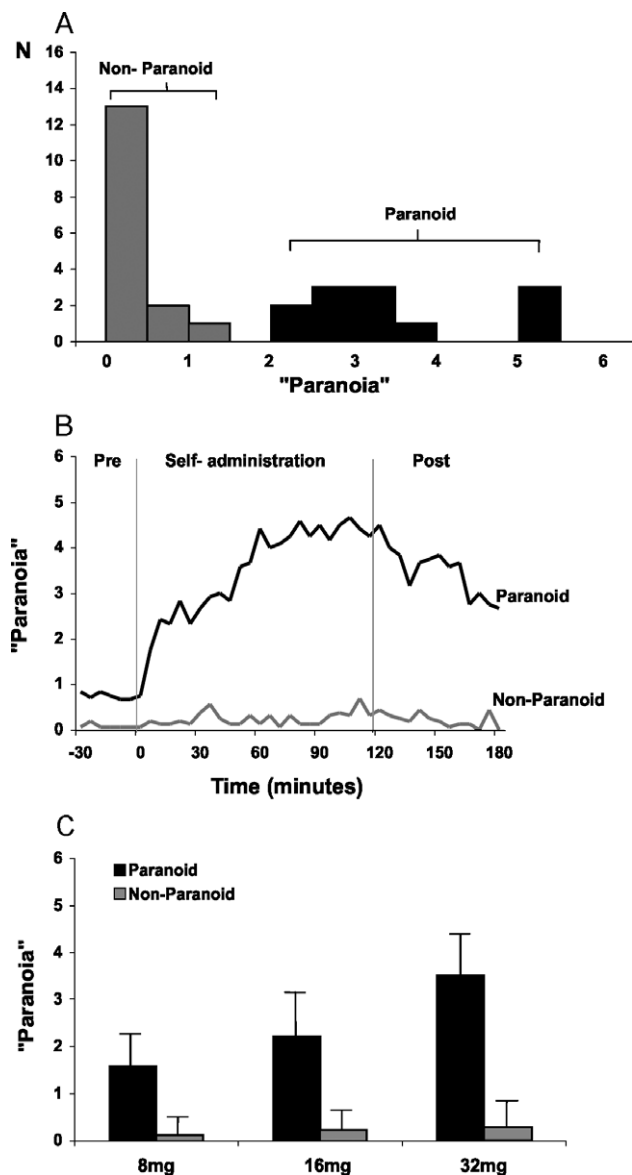 A
N
16
14
12
10
8
6
4
2
0
Non- Paranoid
Paranoid
0 1 2 3 4 5 6
"Paranoia"
B
6
5
4
3
2
1
0
"Paranoia"
Pre Self- administration Post
Paranoid
Non-Paranoid
-30 0 30 60 90 120 150 180
Time (minutes)
C
6
5
4
3
2
1
0
"Paranoia"
Paranoid
Non-Paranoid
8mg 16mg 32mg